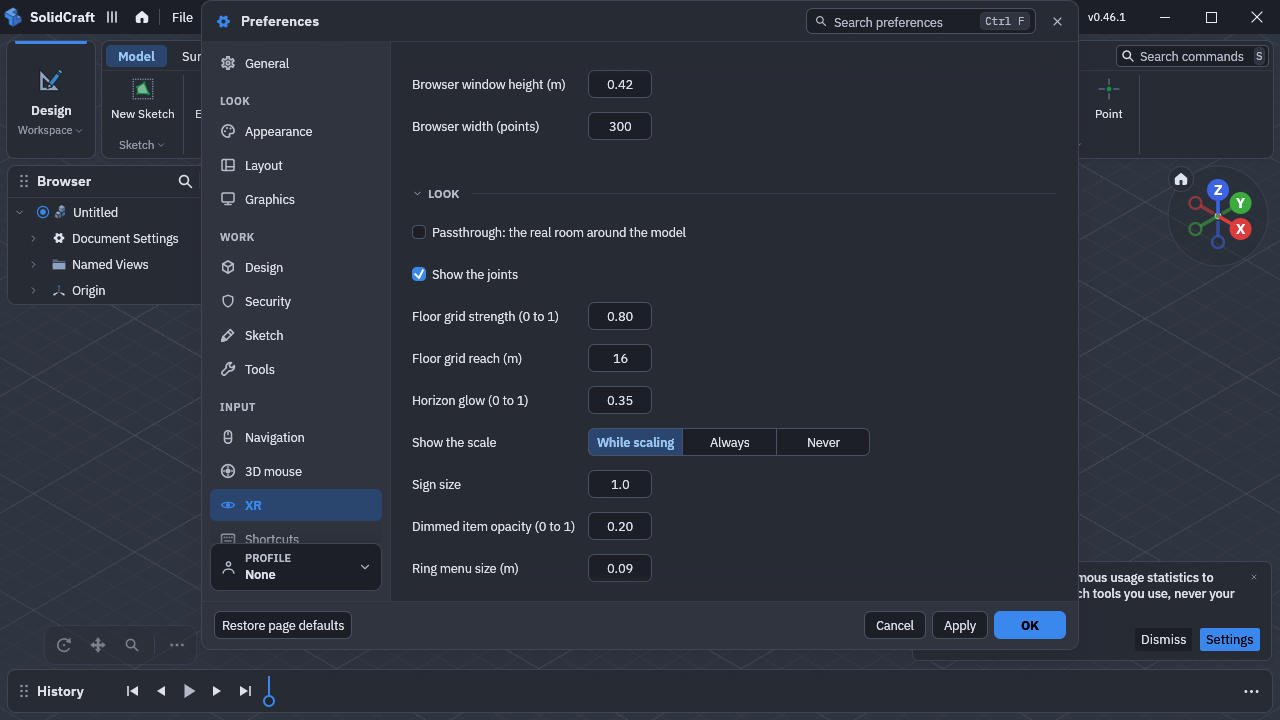 SolidCraft
File
Preferences
Search preferences
Ctrl F
v0.46.1
Design
Workspace
Model
New Sketch
Sketch
Search commands
S
Point
Browser
Untitled
Document Settings
Named Views
Origin
General
LOOK
Appearance
Layout
Graphics
WORK
Design
Security
Sketch
Tools
INPUT
Navigation
3D mouse
XR
Shortcuts
PROFILE
None
Browser window height (m)
0.42
Browser width (points)
300
LOOK
Passthrough: the real room around the model
Show the joints
Floor grid strength (0 to 1)
0.80
Floor grid reach (m)
16
Horizon glow (0 to 1)
0.35
Show the scale
While scaling
Always
Never
Sign size
1.0
Dimmed item opacity (0 to 1)
0.20
Ring menu size (m)
0.09
Restore page defaults
Cancel
Apply
OK
Z
Y
X
mous usage statistics to
ch tools you use, never your
Dismiss
Settings
History